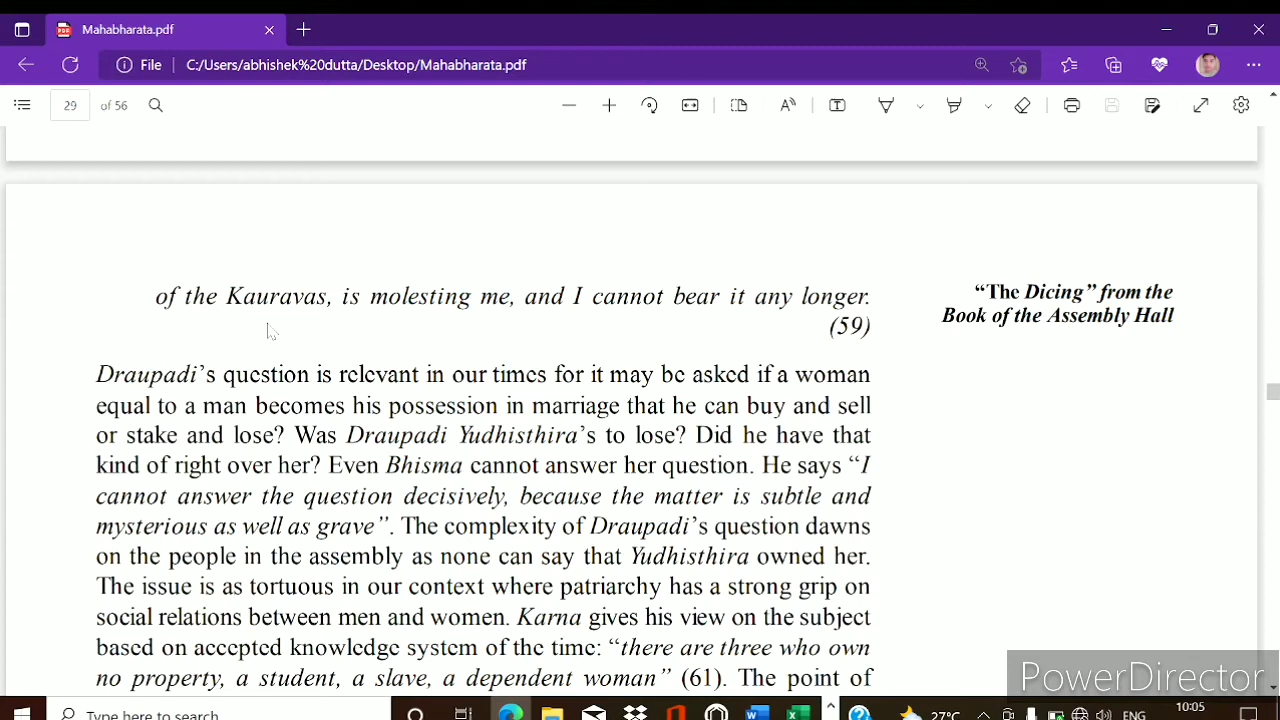 Mahabharata.pdf
File
C:/Users/abhishek%20dutta/Desktop/Mahabharata.pdf
29 of 56
of the Kauravas, is molesting me, and I cannot bear it any longer.
(59)
“The Dicing” from the
Book of the Assembly Hall
Draupadi’s question is relevant in our times for it may be asked if a woman
equal to a man becomes his possession in marriage that he can buy and sell
or stake and lose? Was Draupadi Yudhisthira’s to lose? Did he have that
kind of right over her? Even Bhisma cannot answer her question. He says “I
cannot answer the question decisively, because the matter is subtle and
mysterious as well as grave”. The complexity of Draupadi’s question dawns
on the people in the assembly as none can say that Yudhisthira owned her.
The issue is as tortuous in our context where patriarchy has a strong grip on
social relations between men and women. Karna gives his view on the subject
based on accepted knowledge system of the time: “there are three who own
no property, a student, a slave, a dependent woman” (61). The point of
PowerDirector
Type here to search
27°C
ENG
10:05